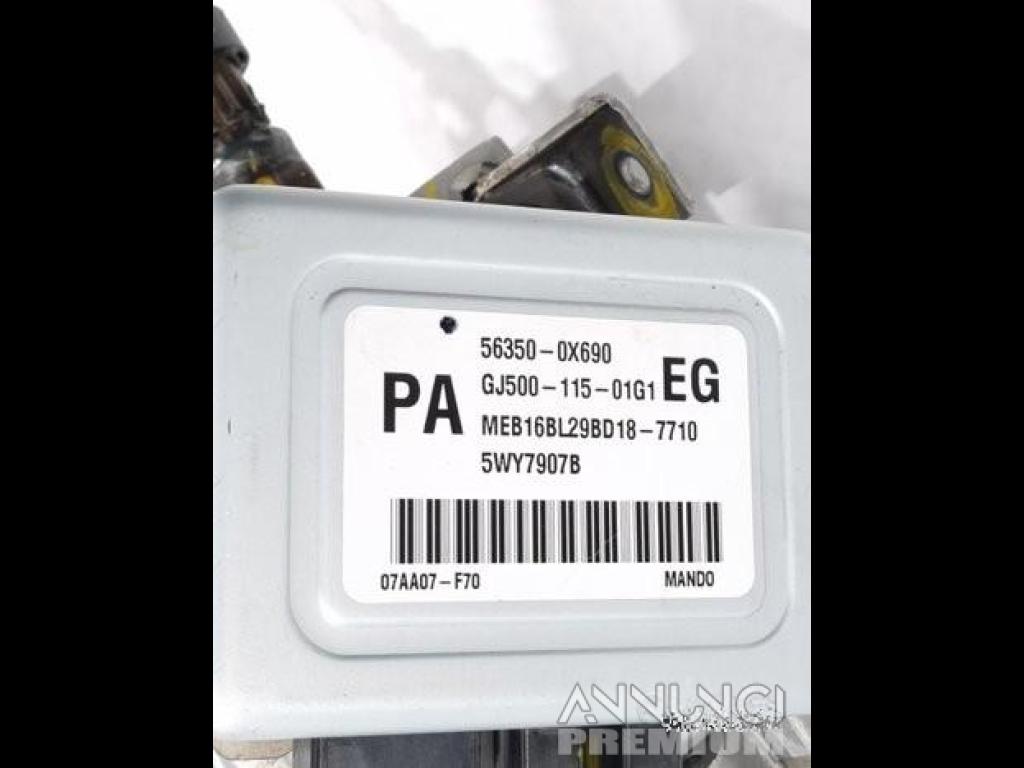 56350-0X690
PA GJ500-115-01G1 EG
MEB16BL29BD18-7710
5WY7907B
07AA07-F70 MANDO
ANNUNCI
PREMIUM